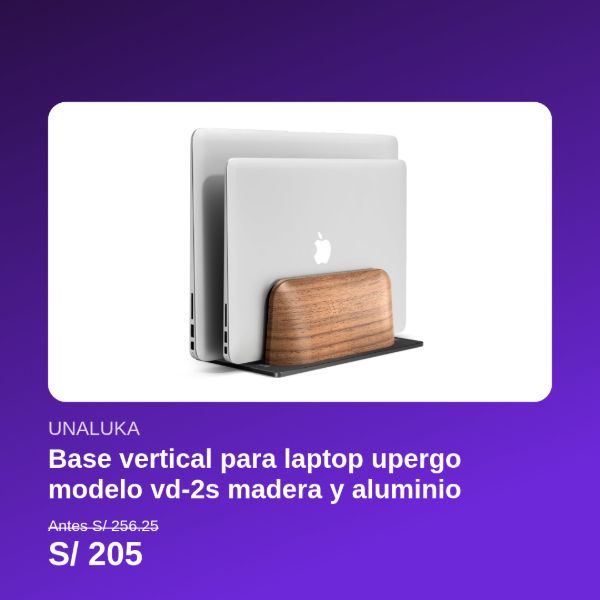 UNALUKA
Base vertical para laptop upergo
modelo vd-2s madera y aluminio
Antes S/ 256.25
S/ 205